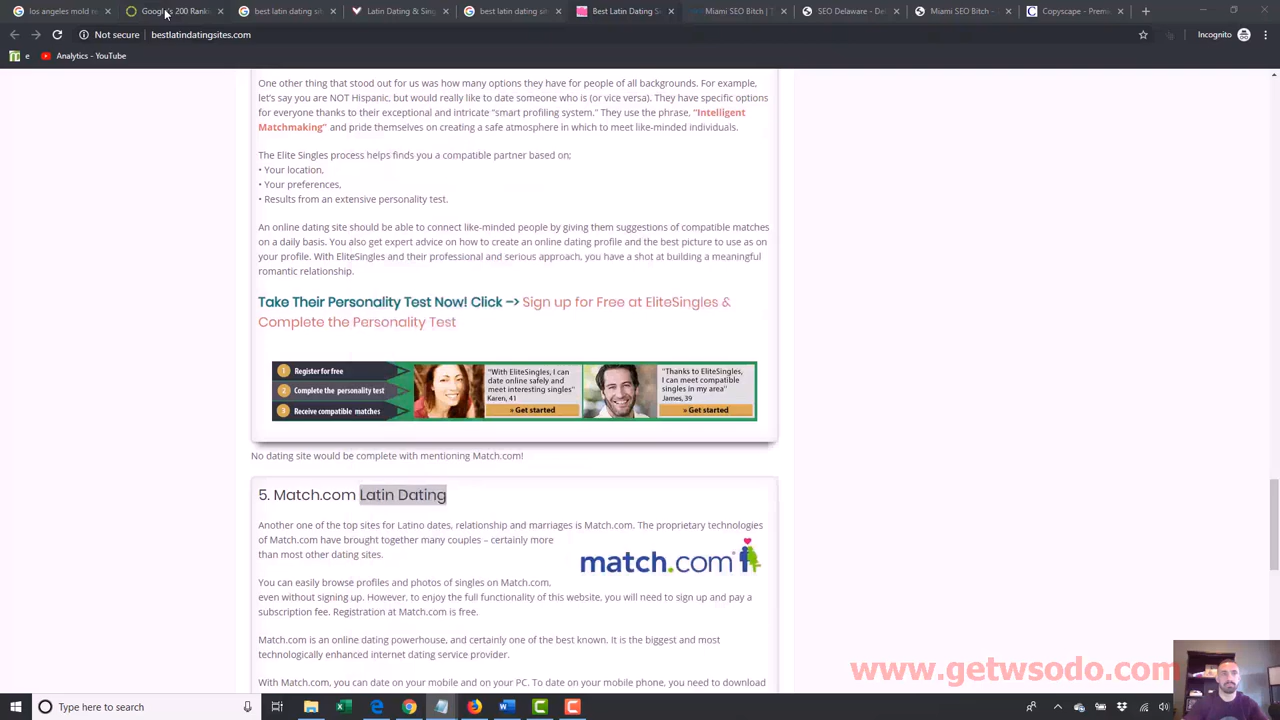 los angeles mold re
Google's 200 Rankin
best latin dating sit
Latin Dating & Sing
best latin dating sit
Best Latin Dating S
Miami SEO Bitch | T
SEO Delaware - Del
Miami SEO Bitch -
Copyscape - Premiu
Not secure bestlatindatingsites.com
Incognito
e Analytics - YouTube
One other thing that stood out for us was how many options they have for people of all backgrounds. For example,
let's say you are NOT Hispanic, but would really like to date someone who is (or vice versa). They have specific options
for everyone thanks to their exceptional and intricate "smart profiling system." They use the phrase, "Intelligent
Matchmaking" and pride themselves on creating a safe atmosphere in which to meet like-minded individuals.
The Elite Singles process helps finds you a compatible partner based on;
• Your location,
• Your preferences,
• Results from an extensive personality test.
An online dating site should be able to connect like-minded people by giving them suggestions of compatible matches
on a daily basis. You also get expert advice on how to create an online dating profile and the best picture to use as on
your profile. With EliteSingles and their professional and serious approach, you have a shot at building a meaningful
romantic relationship.
Take Their Personality Test Now! Click –> Sign up for Free at EliteSingles &
Complete the Personality Test
1 Register for free
2 Complete the personality test
3 Receive compatible matches
"With EliteSingles, I can
date online safely and
meet interesting singles"
Karen, 41
» Get started
"Thanks to EliteSingles,
I can meet compatible
singles in my area"
James, 39
» Get started
No dating site would be complete with mentioning Match.com!
5. Match.com Latin Dating
Another one of the top sites for Latino dates, relationship and marriages is Match.com. The proprietary technologies
of Match.com have brought together many couples – certainly more
than most other dating sites.
match.com
You can easily browse profiles and photos of singles on Match.com,
even without signing up. However, to enjoy the full functionality of this website, you will need to sign up and pay a
subscription fee. Registration at Match.com is free.
Match.com is an online dating powerhouse, and certainly one of the best known. It is the biggest and most
technologically enhanced internet dating service provider.
With Match.com, you can date on your mobile and on your PC. To date on your mobile phone, you need to download
www.getwsodo.com
Type here to search